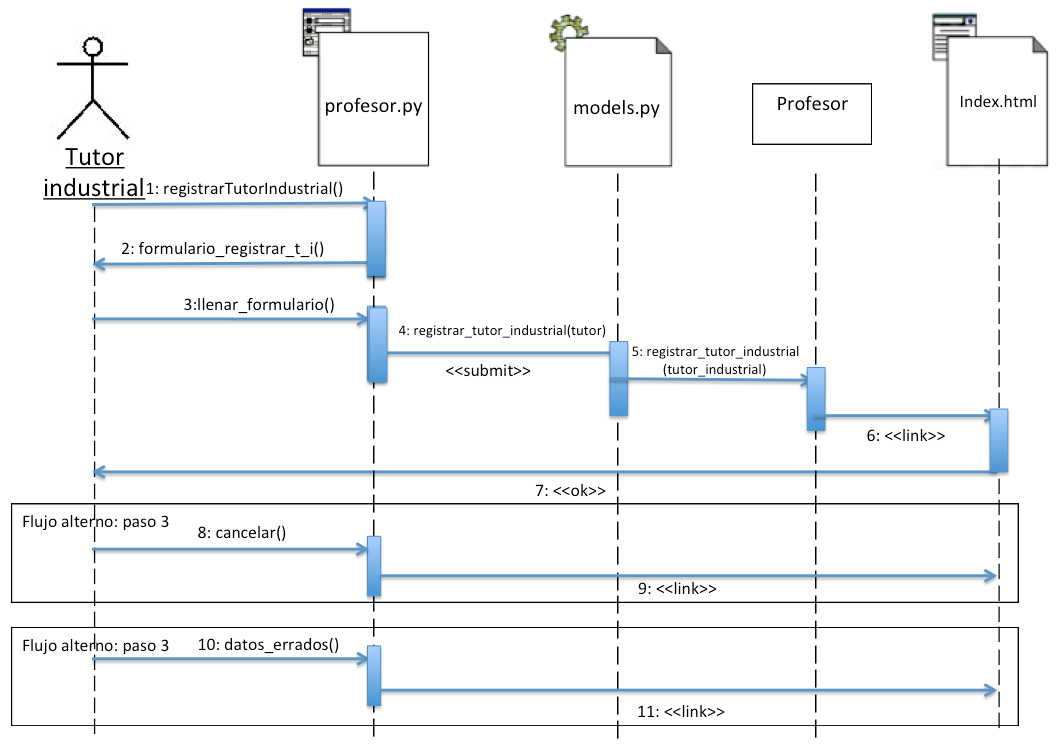 profesor.py
models.py
Profesor
Index.html
Tutor
industrial
1: registrarTutorIndustrial()
2: formulario_registrar_t_i()
3:llenar_formulario()
4: registrar_tutor_industrial(tutor)
<<submit>>
5: registrar_tutor_industrial
(tutor_industrial)
6: <<link>>
7: <<ok>>
Flujo alterno: paso 3
8: cancelar()
9: <<link>>
Flujo alterno: paso 3
10: datos_errados()
11: <<link>>